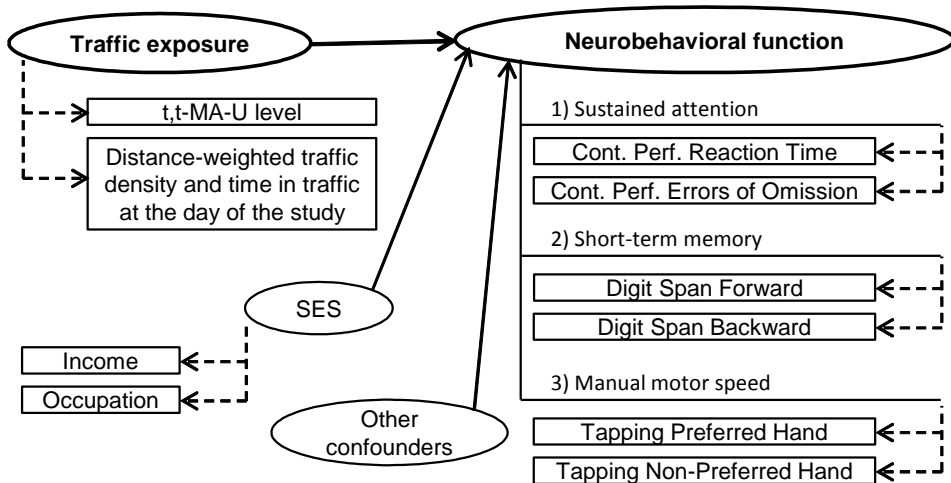 Traffic exposure
t,t-MA-U level
Distance-weighted traffic
density and time in traffic
at the day of the study
SES
Income
Occupation
Other
confounders
Neurobehavioral function
1) Sustained attention
Cont. Perf. Reaction Time
Cont. Perf. Errors of Omission
2) Short-term memory
Digit Span Forward
Digit Span Backward
3) Manual motor speed
Tapping Preferred Hand
Tapping Non-Preferred Hand